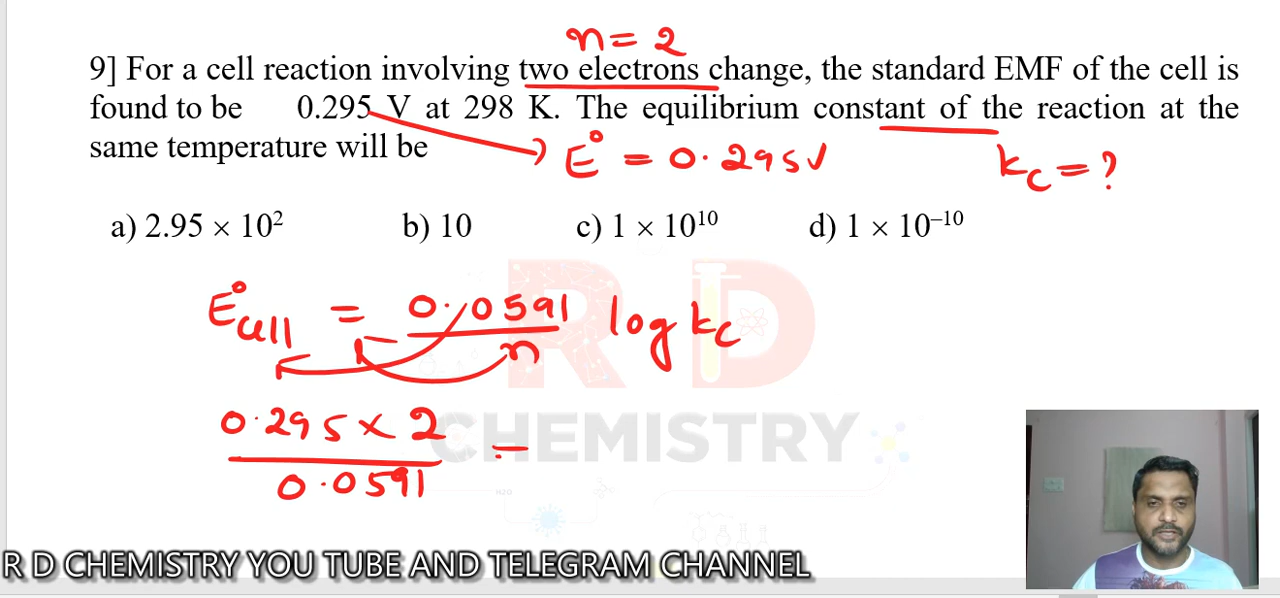 n = 2
9] For a cell reaction involving two electrons change, the standard EMF of the cell is
found to be 0.295 V at 298 K. The equilibrium constant of the reaction at the
same temperature will be
E° = 0.295V
kc = ?
a) 2.95 × 10² b) 10 c) 1 × 10¹⁰ d) 1 × 10⁻¹⁰
E°cell = 0.0591/n log kc
0.295 × 2 / 0.0591 =
R D
CHEMISTRY
H2O
R D CHEMISTRY YOU TUBE AND TELEGRAM CHANNEL